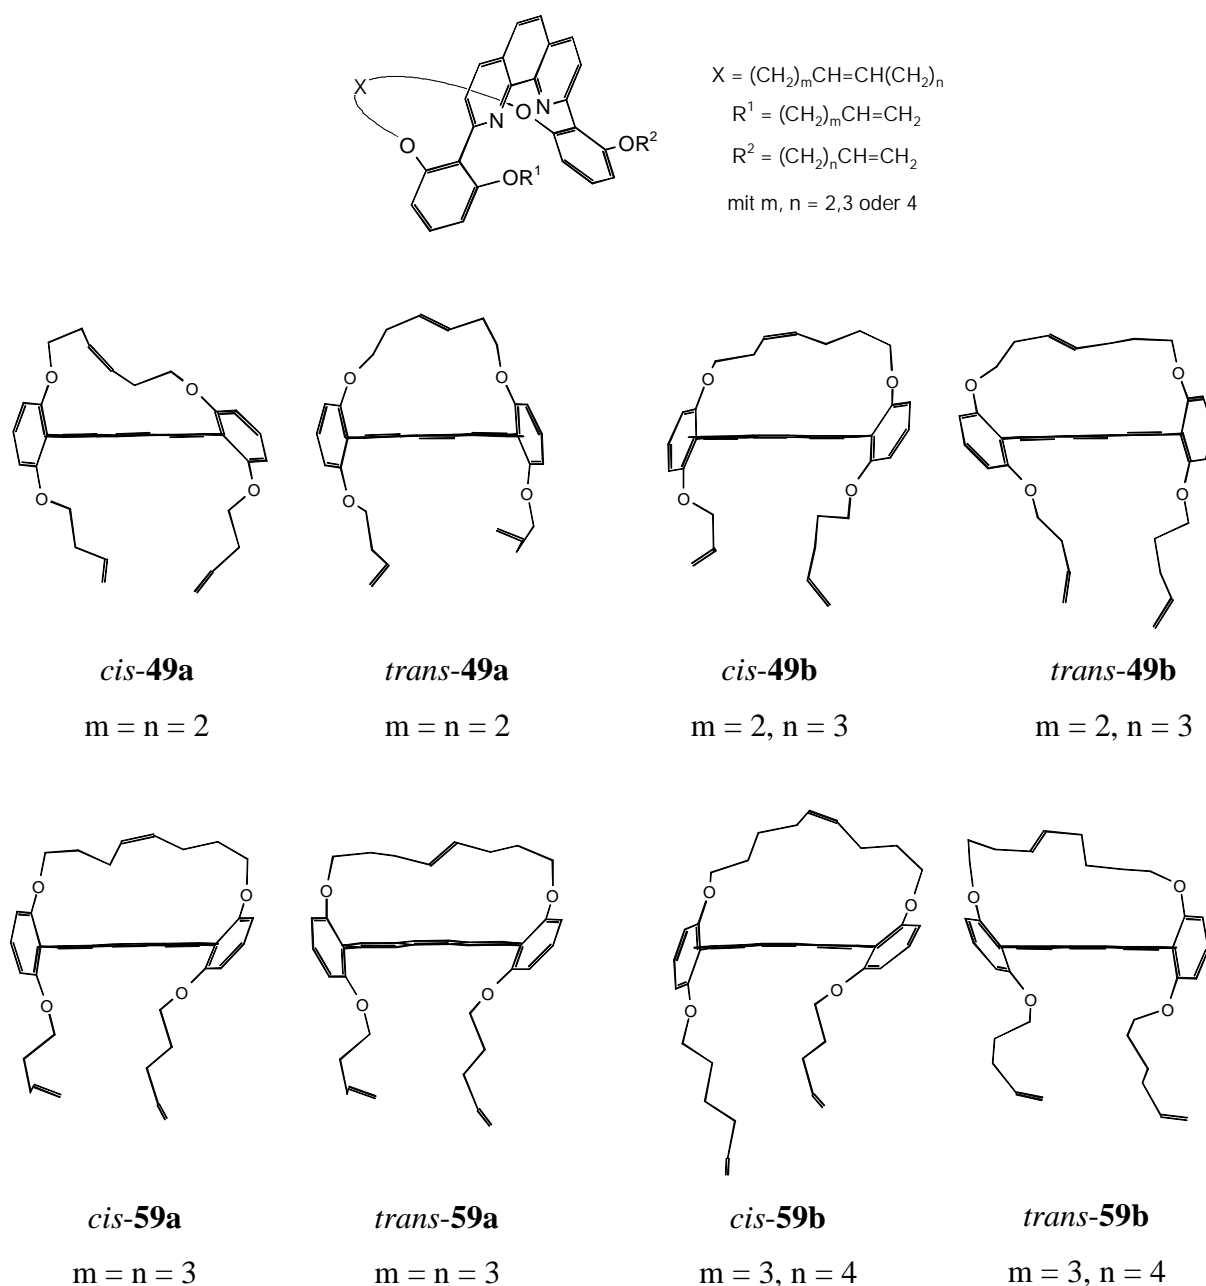 X = (CH₂)ₘCH=CH(CH₂)ₙ
R¹ = (CH₂)ₘCH=CH₂
R² = (CH₂)ₙCH=CH₂
mit m, n = 2,3 oder 4
X
O
N
O
N
OR¹
OR²
O O O O
O O O O
O O O O
O O O O
cis-49a trans-49a cis-49b trans-49b
m = n = 2 m = n = 2 m = 2, n = 3 m = 2, n = 3
O O O O
O O O O
O O O O
O O O O
cis-59a trans-59a cis-59b trans-59b
m = n = 3 m = n = 3 m = 3, n = 4 m = 3, n = 4